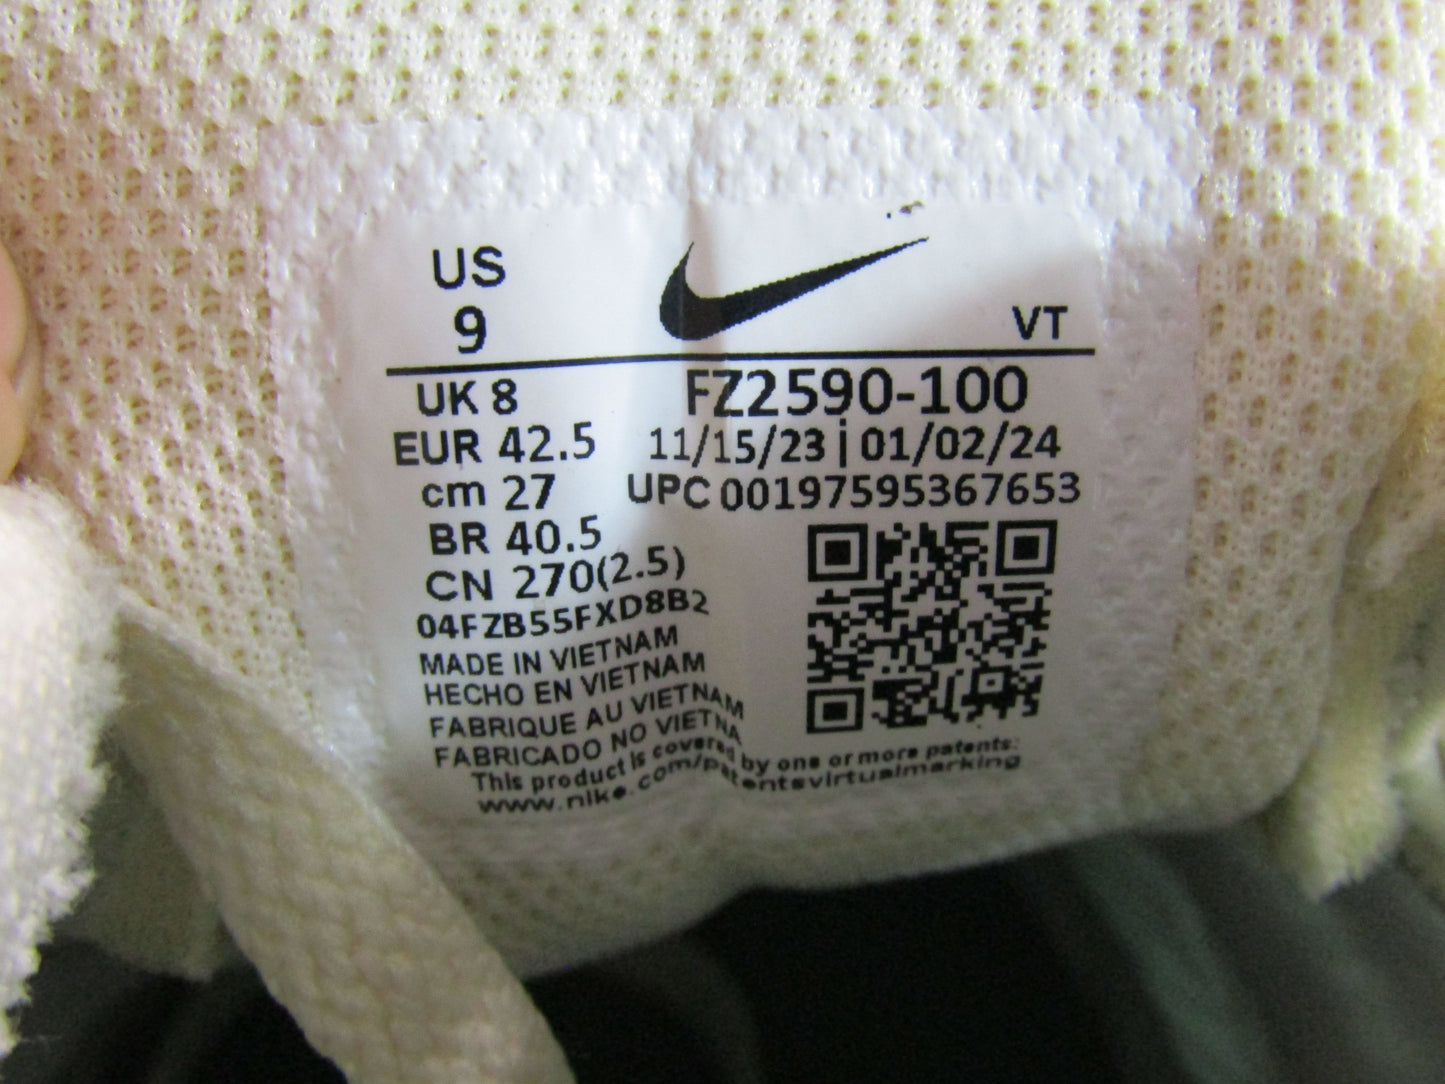 US
9
VT
UK 8
FZ2590-100
EUR 42.5
11/15/23 | 01/02/24
cm 27
UPC 00197595367653
BR 40.5
CN 270(2.5)
04FZB55FXD8B2
MADE IN VIETNAM
HECHO EN VIETNAM
FABRIQUE AU VIETNAM
FABRICADO NO VIETNA
This product is covered by one or more patents:
www.nike.com/patentsvirtualmarking